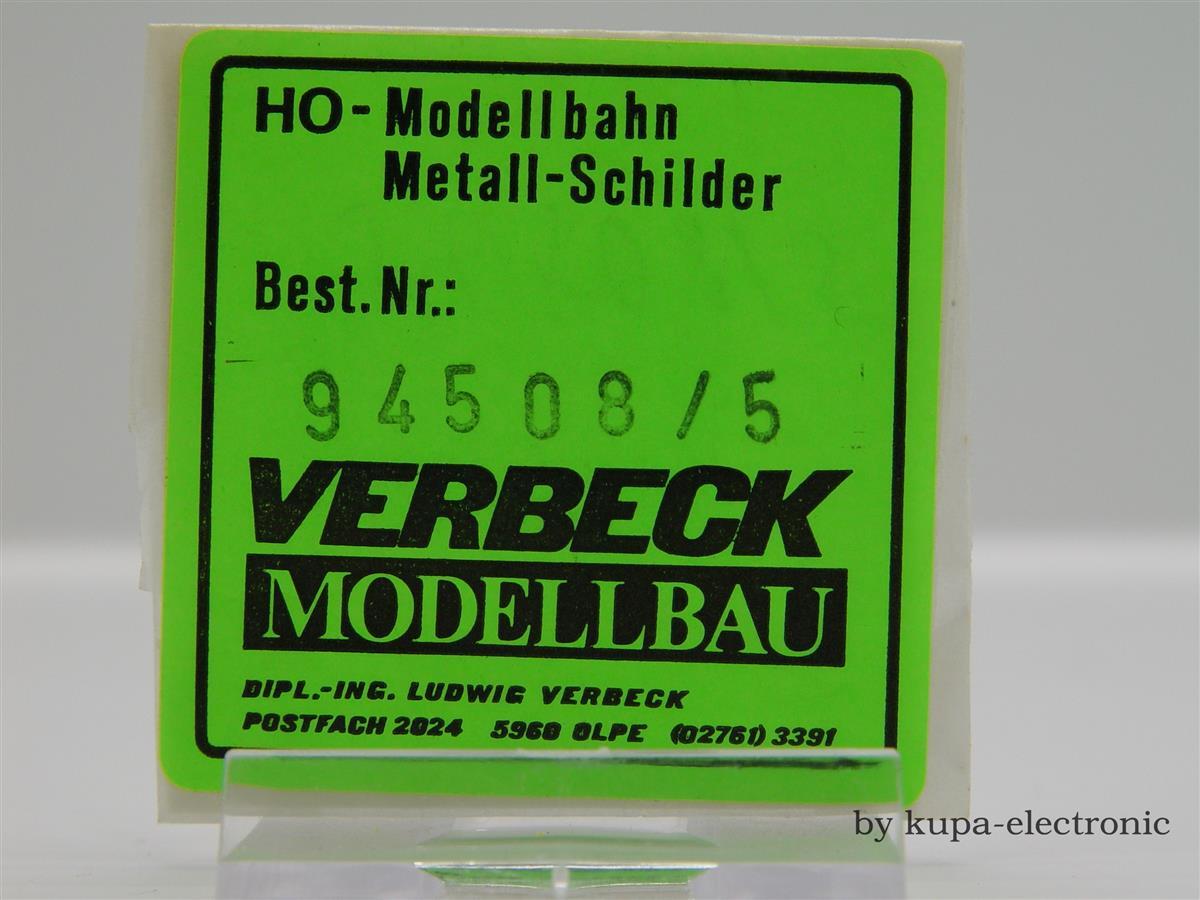 HO-Modellbahn
Metall-Schilder
Best.Nr.:
94508/5
VERBECK
MODELLBAU
DIPL.-ING. LUDWIG VERBECK
POSTFACH 2024 5960 OLPE (02761) 3391
by kupa-electronic